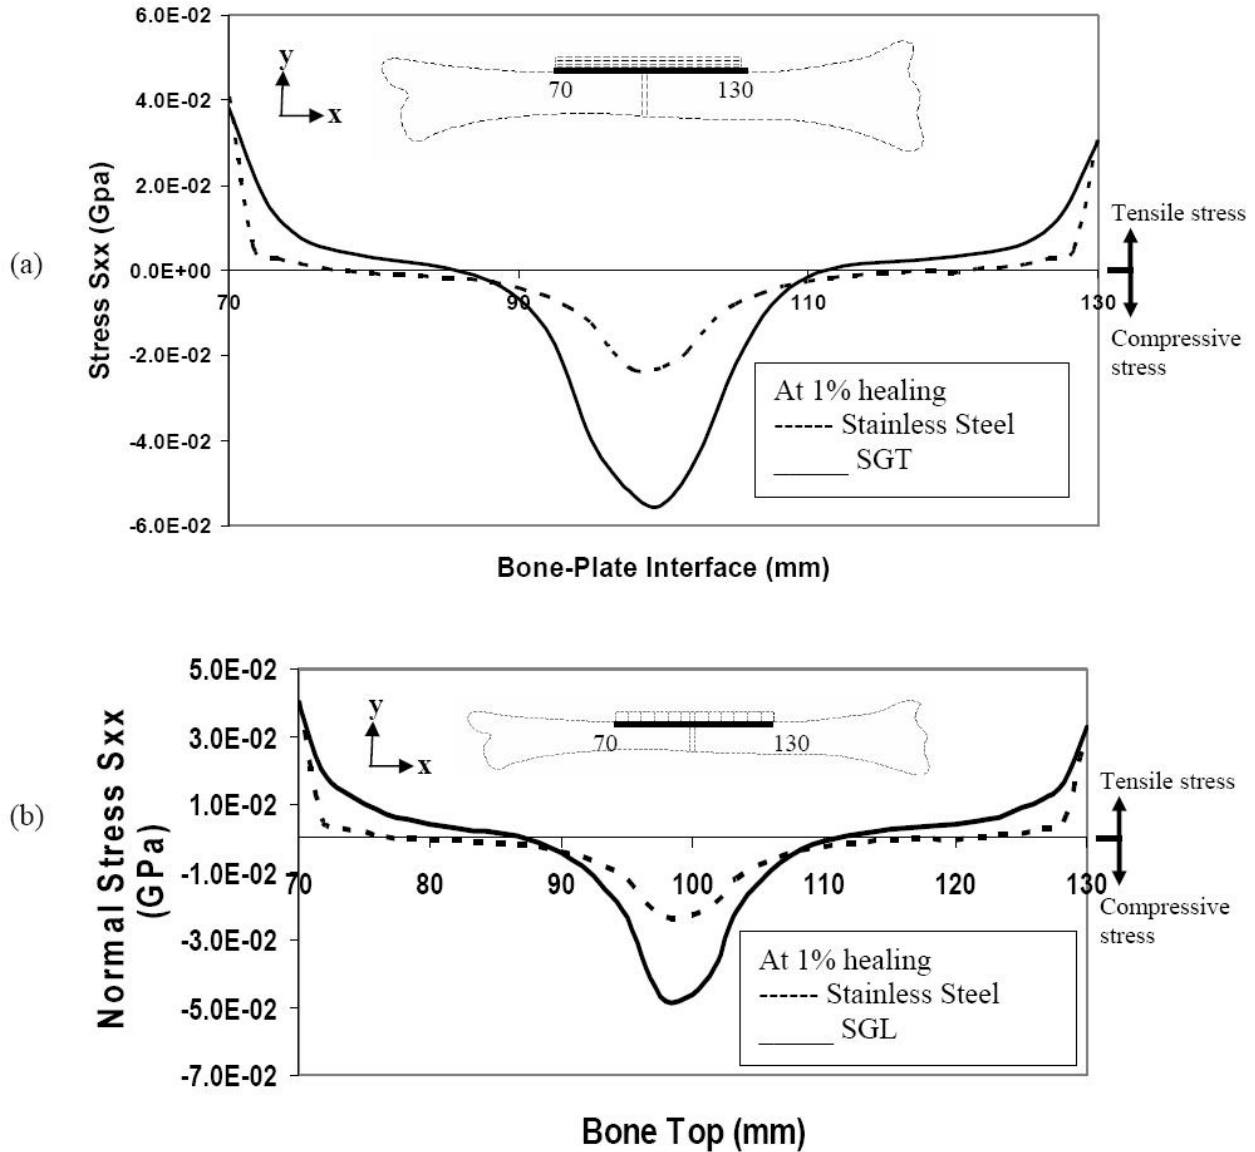 (a)
Stress Sxx (Gpa)
6.0E-02
4.0E-02
2.0E-02
0.0E+00
-2.0E-02
-4.0E-02
-6.0E-02
y
x
70 130
70 90 110 130
Tensile stress
Compressive
stress
At 1% healing
------ Stainless Steel
______ SGT
Bone-Plate Interface (mm)
(b)
Normal Stress Sxx
(GPa)
5.0E-02
3.0E-02
1.0E-02
-1.0E-02
-3.0E-02
-5.0E-02
-7.0E-02
y
x
70 130
70 80 90 100 110 120 130
Tensile stress
Compressive
stress
At 1% healing
------ Stainless Steel
______ SGL
Bone Top (mm)